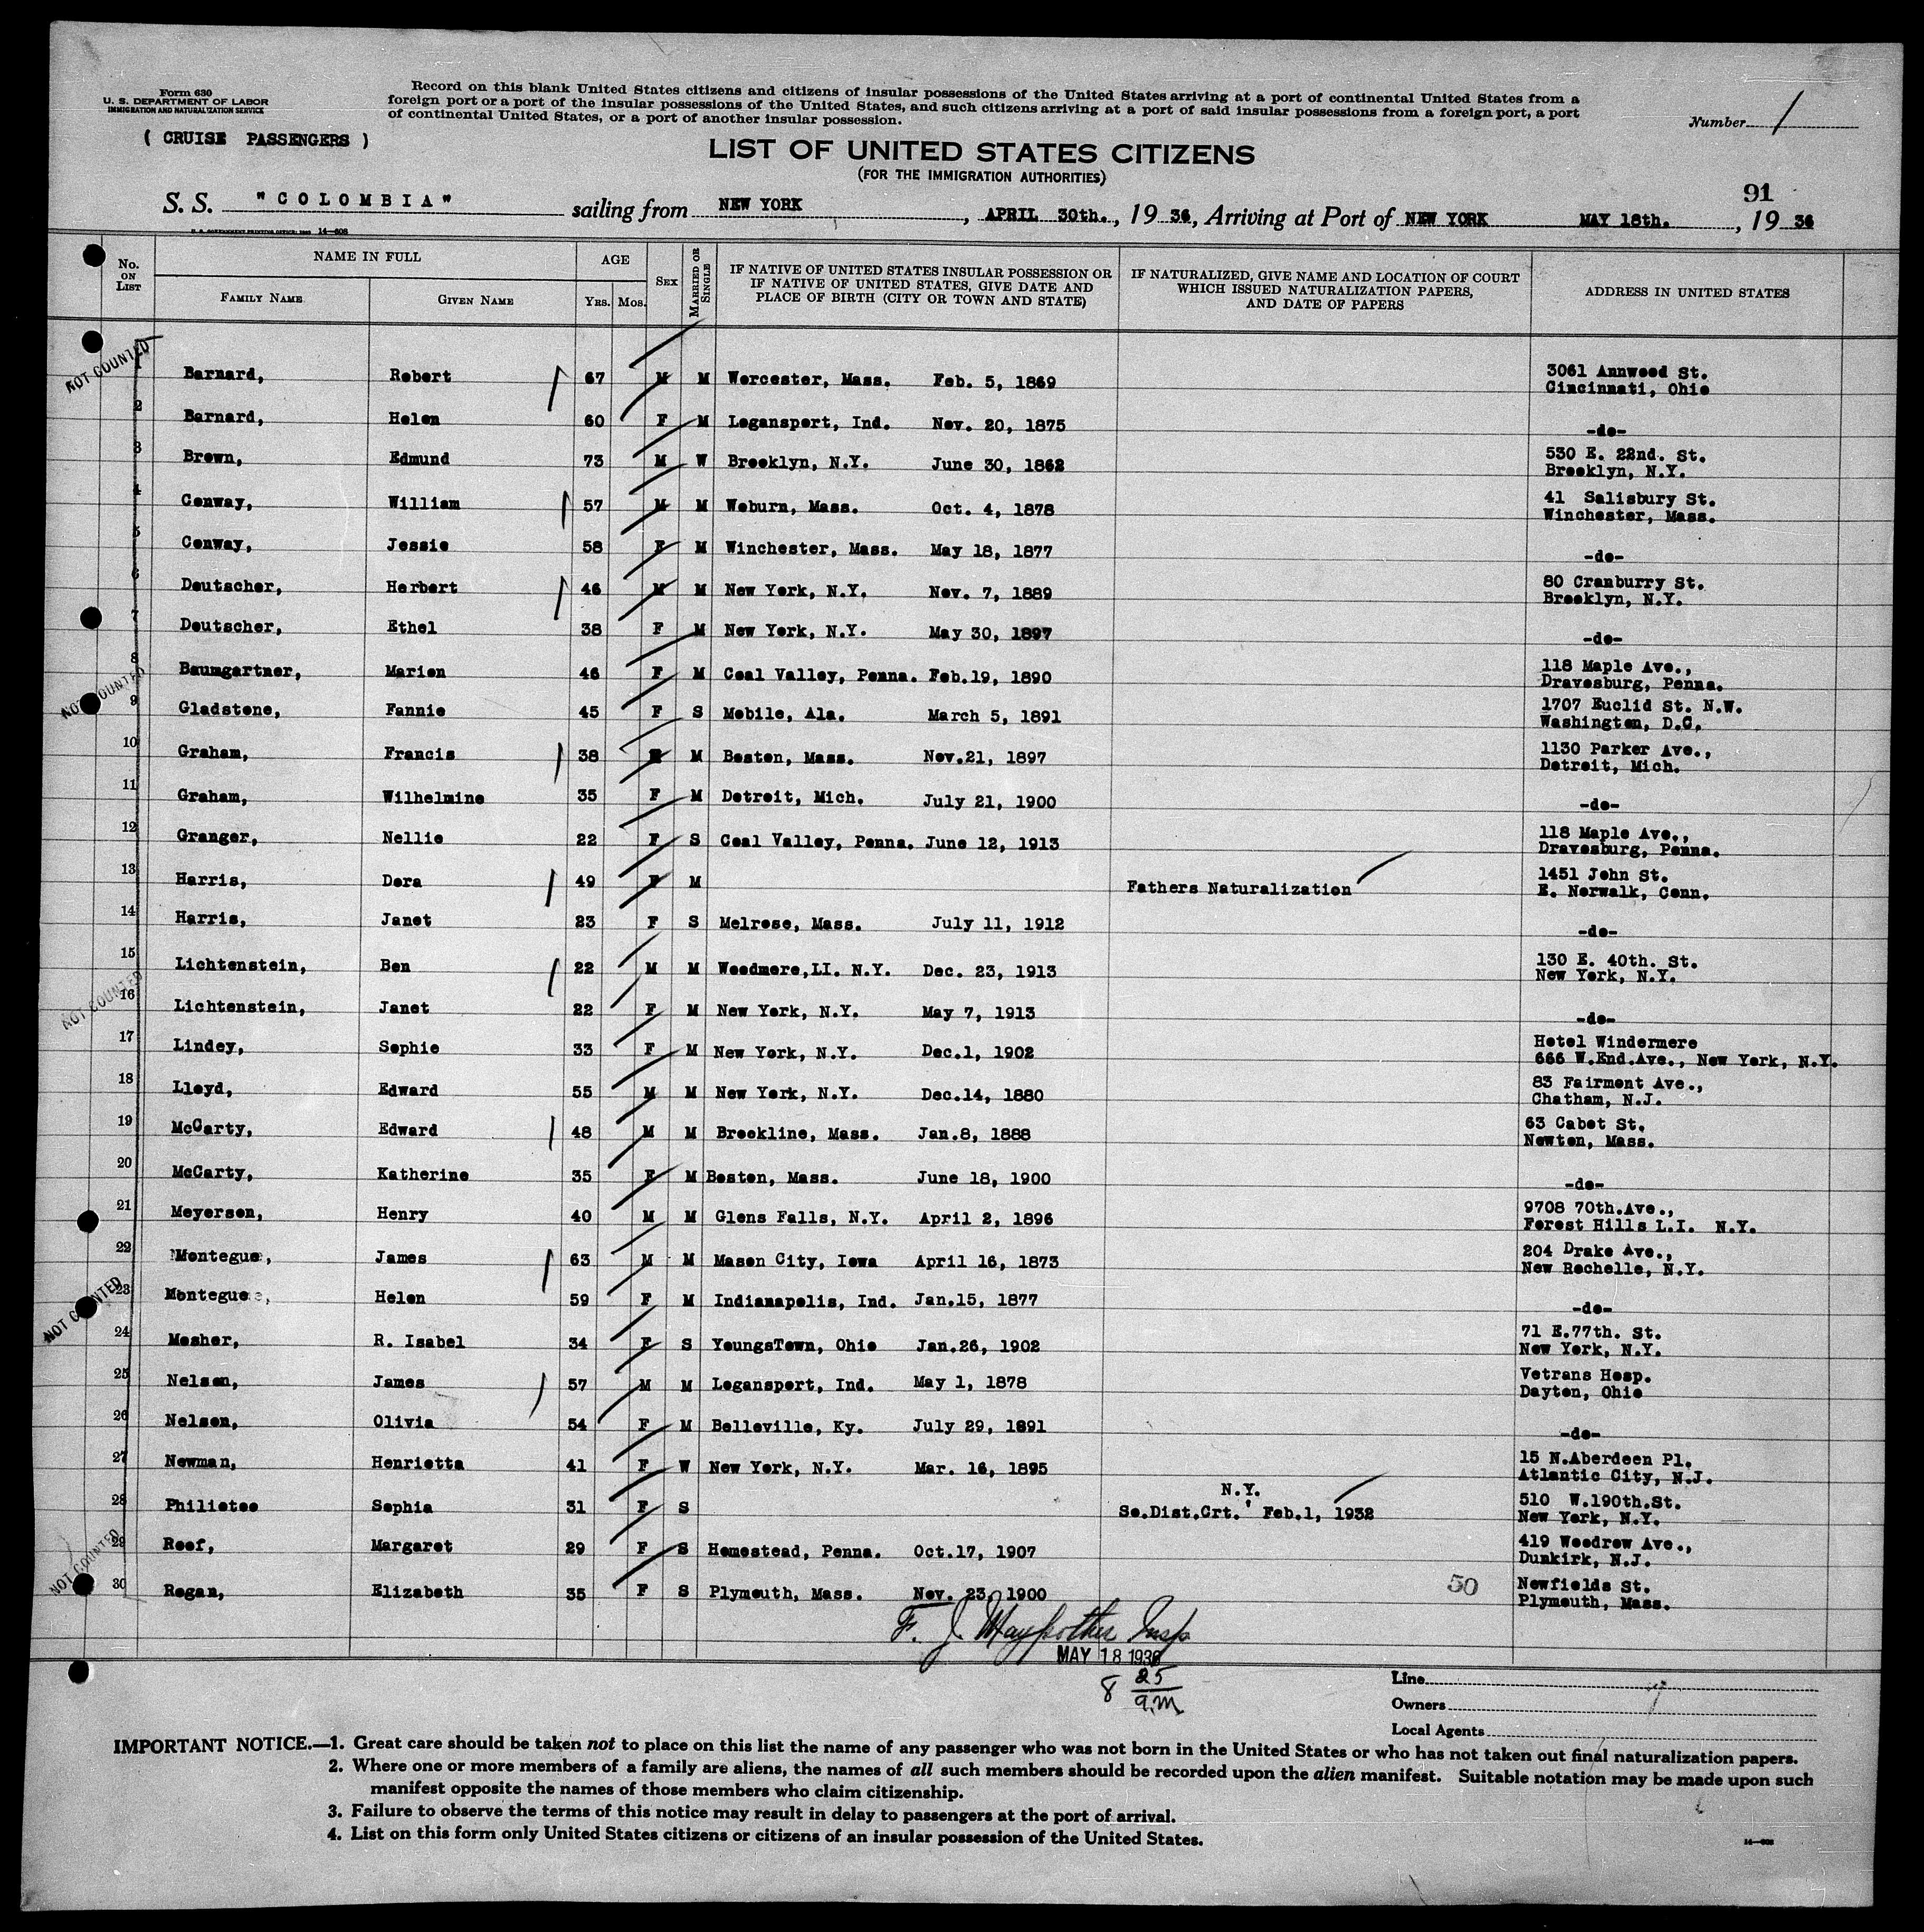 Form 630
U. S. DEPARTMENT OF LABOR
IMMIGRATION AND NATURALIZATION SERVICE
( CRUISE PASSENGERS )
Record on this blank United States citizens and citizens of insular possessions of the United States arriving at a port of continental United States from a
foreign port or a port of the insular possessions of the United States, and such citizens arriving at a port of said insular possessions from a foreign port, a port
of continental United States, or a port of another insular possession.
Number 1
LIST OF UNITED STATES CITIZENS
(FOR THE IMMIGRATION AUTHORITIES)
91
S. S. "COLOMBIA" sailing from NEW YORK, APRIL 30th., 19 36, Arriving at Port of NEW YORK MAY 18th., 19 36
14—608
No. ON LIST NAME IN FULL FAMILY NAME GIVEN NAME AGE YRS. MOS. SEX MARRIED OR SINGLE IF NATIVE OF UNITED STATES INSULAR POSSESSION OR IF NATIVE OF UNITED STATES, GIVE DATE AND PLACE OF BIRTH (CITY OR TOWN AND STATE) IF NATURALIZED, GIVE NAME AND LOCATION OF COURT WHICH ISSUED NATURALIZATION PAPERS, AND DATE OF PAPERS ADDRESS IN UNITED STATES
NOT COUNTED
1 Barnard, Robert 67 M M Worcester, Mass. Feb. 5, 1869 3061 Annwood St. Cincinnati, Ohio
2 Barnard, Helen 60 F M Logansport, Ind. Nov. 20, 1875 -do-
3 Brown, Edmund 73 M W Brooklyn, N.Y. June 30, 1862 530 E. 22nd. St. Brooklyn, N.Y.
4 Conway, William 57 M M Woburn, Mass. Oct. 4, 1878 41 Salisbury St. Winchester, Mass.
5 Conway, Jessie 58 F M Winchester, Mass. May 18, 1877 -do-
6 Deutscher, Herbert 46 M M New York, N.Y. Nov. 7, 1889 80 Cranburry St. Brooklyn, N.Y.
7 Deutscher, Ethel 38 F M New York, N.Y. May 30, 1897 -do-
8 Baumgartner, Marion 46 F M Coal Valley, Penna. Feb.19, 1890 118 Maple Ave., Dravosburg, Penna.
NOT COUNTED
9 Gladstone, Fannie 45 F S Mobile, Ala. March 5, 1891 1707 Euclid St. N.W. Washington, D.C.
10 Graham, Francis 38 M Boston, Mass. Nov.21, 1897 1130 Parker Ave., Detroit, Mich.
11 Graham, Wilhelmine 35 F M Detroit, Mich. July 21, 1900 -do-
12 Granger, Nellie 22 F S Coal Valley, Penna. June 12, 1913 118 Maple Ave., Dravosburg, Penna.
13 Harris, Dora 49 F M Fathers Naturalization 1451 John St. E. Norwalk, Conn.
14 Harris, Janet 23 F S Melrose, Mass. July 11, 1912 -do-
15 Lichtenstein, Ben 22 M M Woodmere,LI. N.Y. Dec. 23, 1913 130 E. 40th. St. New York, N.Y.
NOT COUNTED
16 Lichtenstein, Janet 22 F M New York, N.Y. May 7, 1913 -do-
17 Lindey, Sophie 33 F M New York, N.Y. Dec.1, 1902 Hotel Windermere 666 W.End.Ave., New York, N.Y.
18 Lloyd, Edward 55 M M New York, N.Y. Dec.14, 1880 83 Fairmont Ave., Chatham, N.J.
19 McCarty, Edward 48 M M Brookline, Mass. Jan.8, 1888 63 Cabot St. Newton, Mass.
20 McCarty, Katherine 35 F M Boston, Mass. June 18, 1900 -do-
21 Meyerson, Henry 40 M M Glens Falls, N.Y. April 2, 1896 9708 70th.Ave., Forest Hills L.I. N.Y.
22 Montegue, James 63 M M Mason City, Iowa April 16, 1873 204 Drake Ave., New Rochelle, N.Y.
23 Montegue, Helen 59 F M Indianapolis, Ind. Jan.15, 1877 -do-
NOT COUNTED
24 Mosher, R. Isabel 34 F S YoungsTown, Ohio Jan.26, 1902 71 E.77th. St. New York, N.Y.
25 Nelson, James 57 M M Logansport, Ind. May 1, 1878 Vetrans Hosp. Dayton, Ohio
26 Nelson, Olivia 54 F M Belleville, Ky. July 29, 1891 -do-
27 Newman, Henrietta 41 F W New York, N.Y. Mar. 16, 1895 15 N.Aberdeen Pl. Atlantic City, N.J.
28 Philietoo Sophia 31 F S N.Y. So.Dist.Crt.' Feb.1, 1932 510 W.190th.St. New York, N.Y.
29 Roof, Margaret 29 F S Homestead, Penna. Oct.17, 1907 419 Woodrow Ave., Dunkirk, N.J.
NOT COUNTED
30 Regan, Elizabeth 35 F S Plymouth, Mass. Nov. 23, 1900 50 Newfields St. Plymouth, Mass.
F. J. Insp
MAY 18 1936
8 25 a.m.
Line
Owners
Local Agents
IMPORTANT NOTICE.—1. Great care should be taken not to place on this list the name of any passenger who was not born in the United States or who has not taken out final naturalization papers.
2. Where one or more members of a family are aliens, the names of all such members should be recorded upon the alien manifest. Suitable notation may be made upon such
manifest opposite the names of those members who claim citizenship.
3. Failure to observe the terms of this notice may result in delay to passengers at the port of arrival.
4. List on this form only United States citizens or citizens of an insular possession of the United States.
14—608